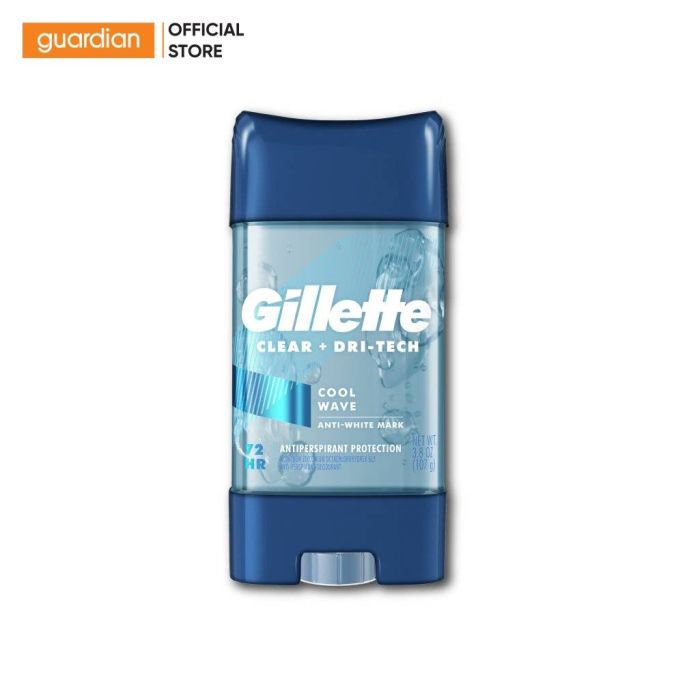 guardian
OFFICIAL
STORE
Gillette
CLEAR + DRI-TECH
COOL
WAVE
ANTI-WHITE MARK
72
HR
ANTIPERSPIRANT PROTECTION
NET WT.
3.8 OZ
(107 g)